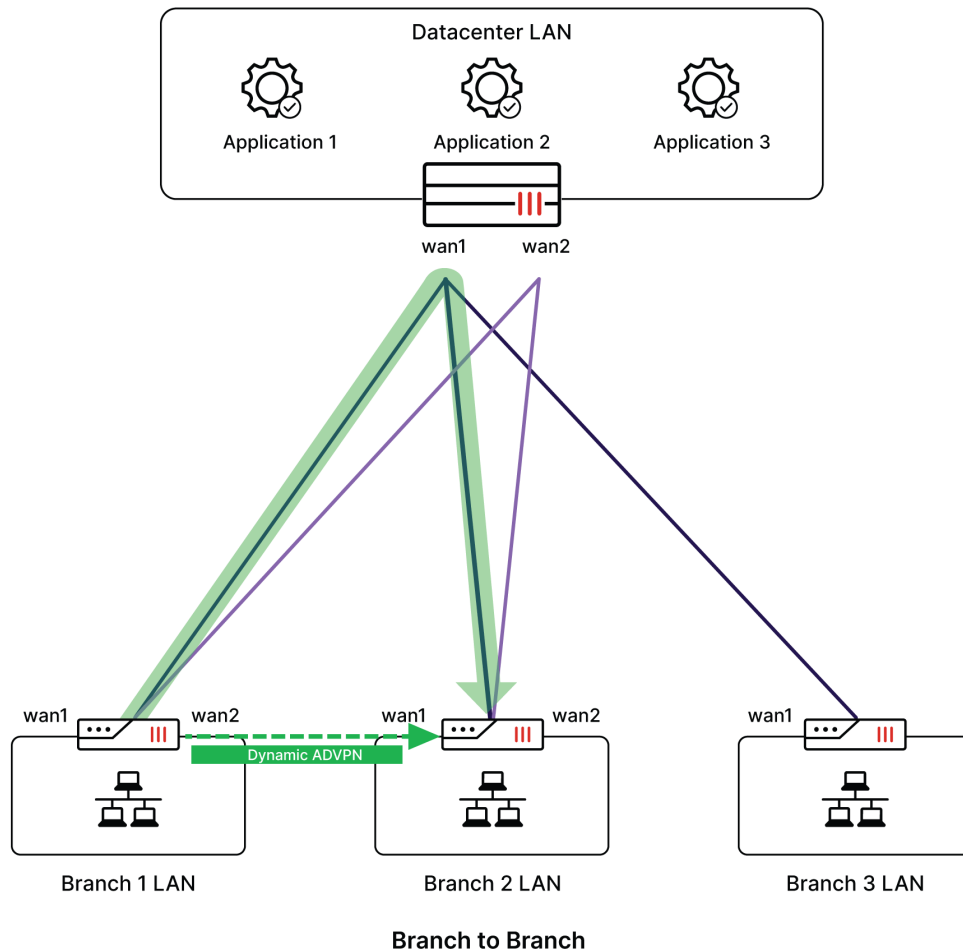 Datacenter LAN
Application 1
Application 2
Application 3
wan1
wan2
wan1
wan2
wan1
wan2
wan1
Dynamic ADVPN
Branch 1 LAN
Branch 2 LAN
Branch 3 LAN
Branch to Branch